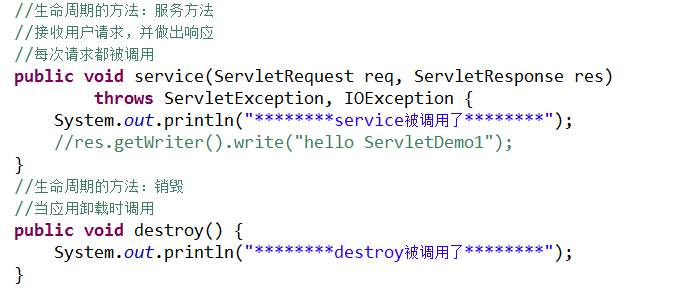 //生命周期的方法：服务方法
//接收用户请求，并做出响应
//每次请求都被调用
public void service(ServletRequest req, ServletResponse res)
        throws ServletException, IOException {
    System.out.println("********service被调用了********");
    //res.getWriter().write("hello ServletDemo1");
}
//生命周期的方法：销毁
//当应用卸载时调用
public void destroy() {
    System.out.println("********destroy被调用了********");
}